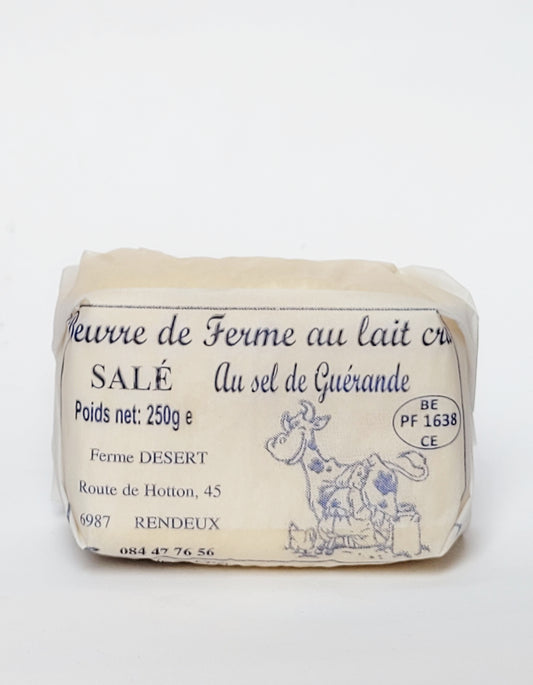 Beurre de Ferme au lait cru
SALÉ Au sel de Guérande
Poids net: 250g e
BE
PF 1638
CE
Ferme DESERT
Route de Hotton, 45
6987 RENDEUX
084 47 76 56